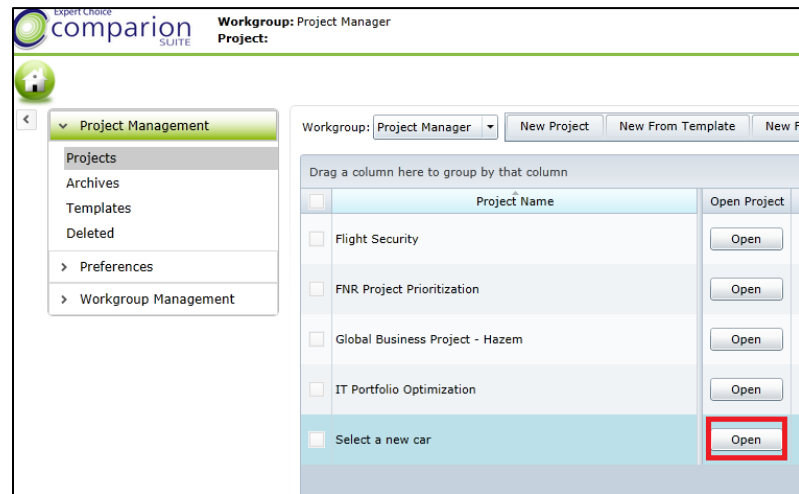 Expert Choice
comparion
SUITE
Workgroup: Project Manager
Project:
Project Management
Projects
Archives
Templates
Deleted
Preferences
Workgroup Management
Workgroup: Project Manager New Project New From Template New F
Drag a column here to group by that column
Project Name Open Project
Flight Security Open
FNR Project Prioritization Open
Global Business Project - Hazem Open
IT Portfolio Optimization Open
Select a new car Open